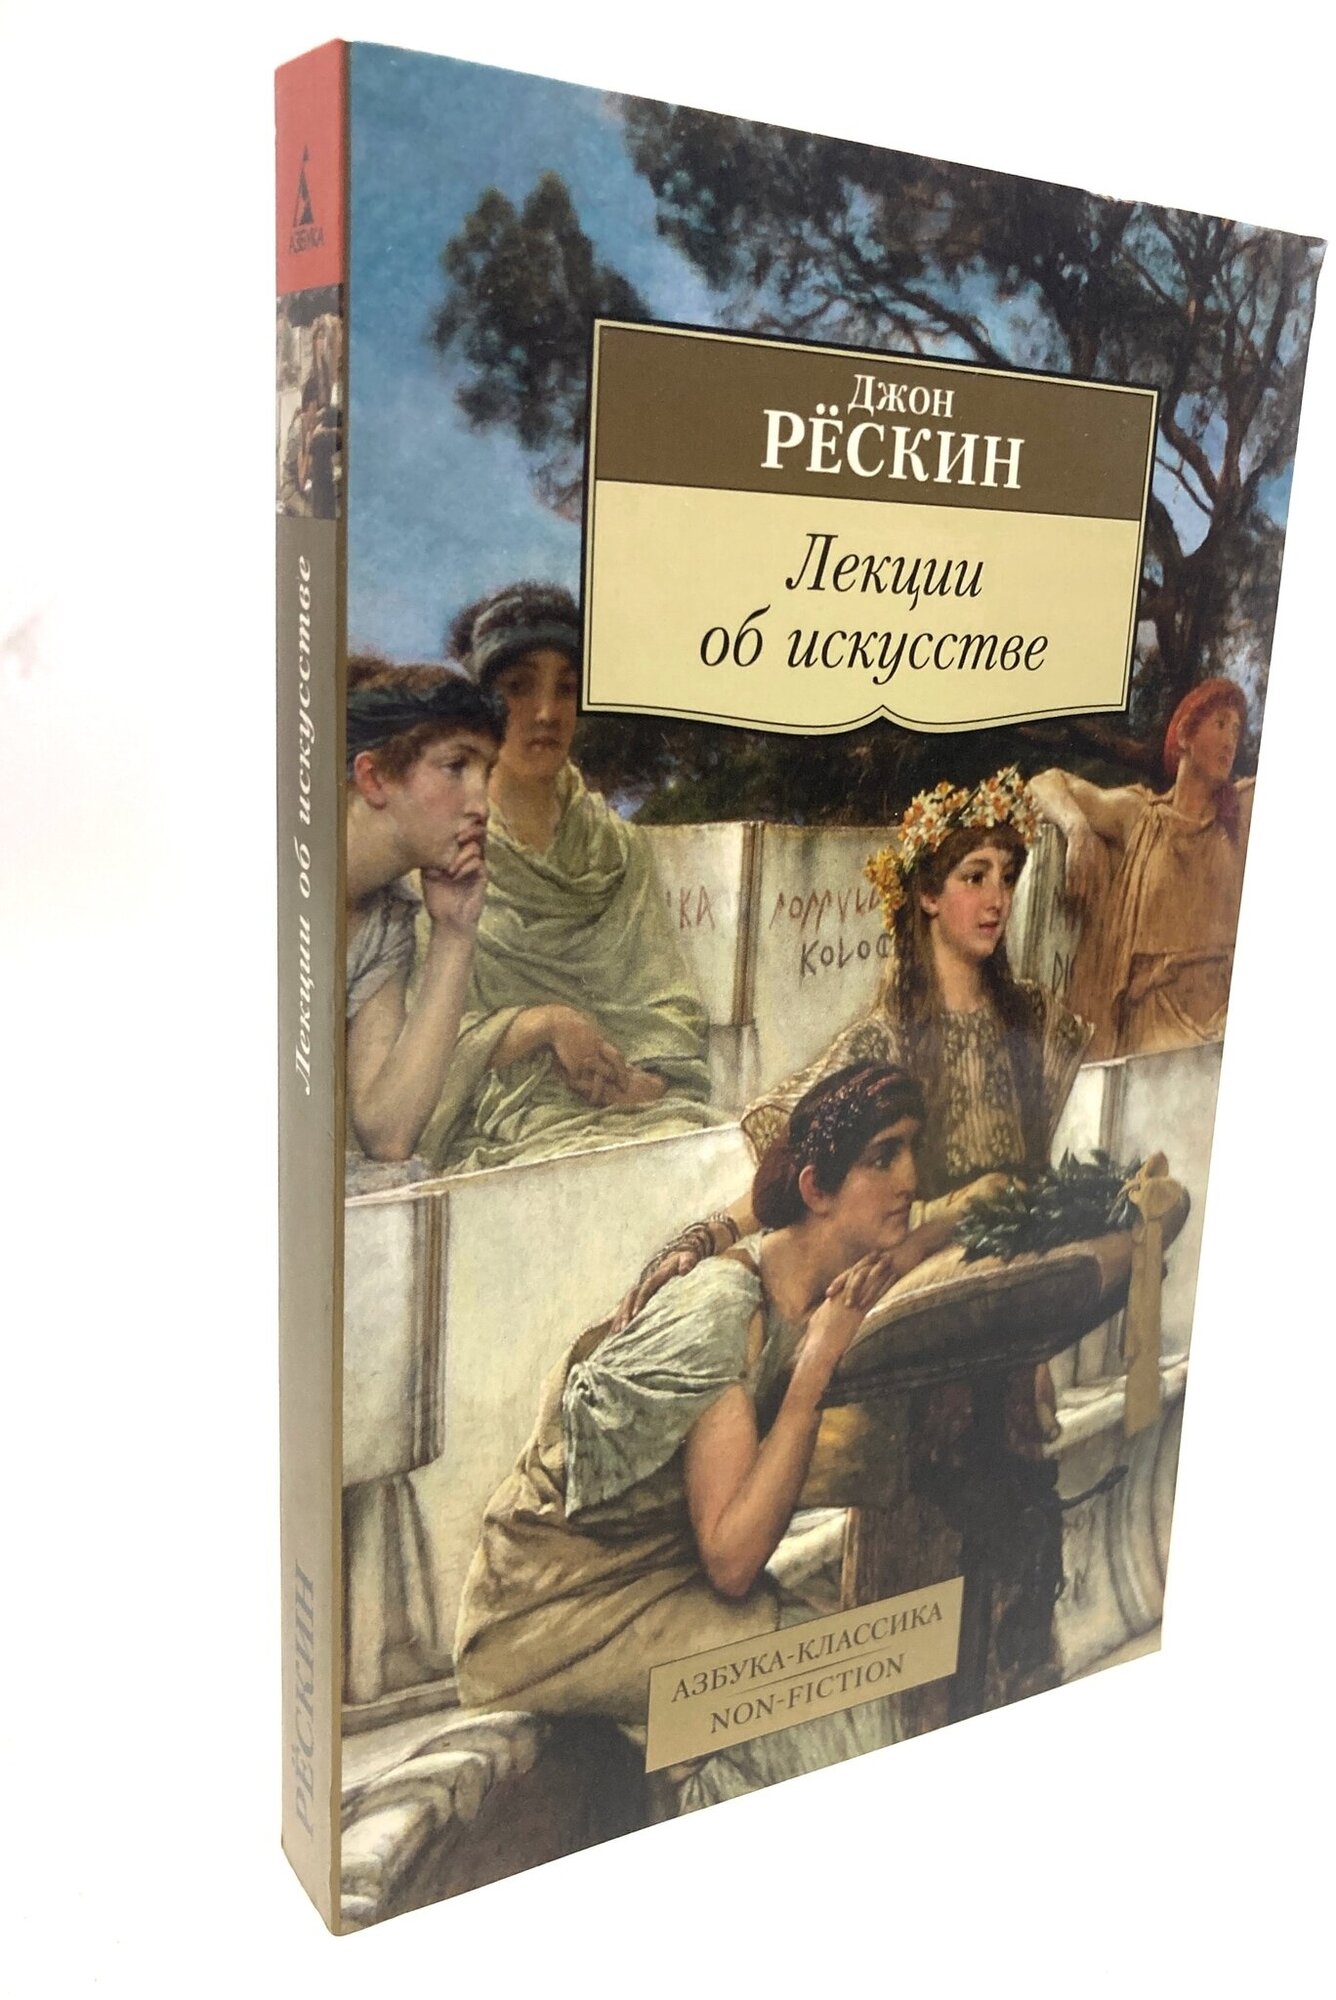 АЗБУКА
Лекции об искусстве
РЁСКИН
Джон
РЁСКИН
Лекции
об искусстве
АЗБУКА-КЛАССИКА
NON-FICTION